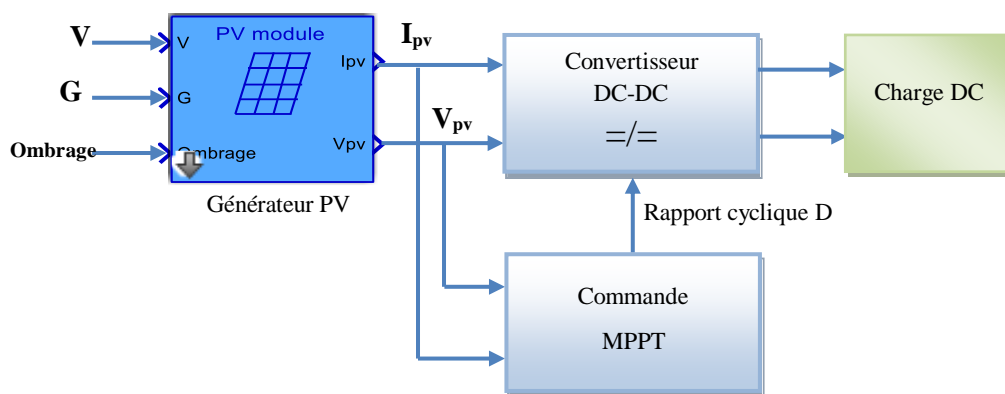 V
G
Ombrage
PV module
V
G
Ombrage
Ipv
Vpv
Générateur PV
Ipv
Vpv
Convertisseur
DC-DC
=/=
Charge DC
Rapport cyclique D
Commande
MPPT